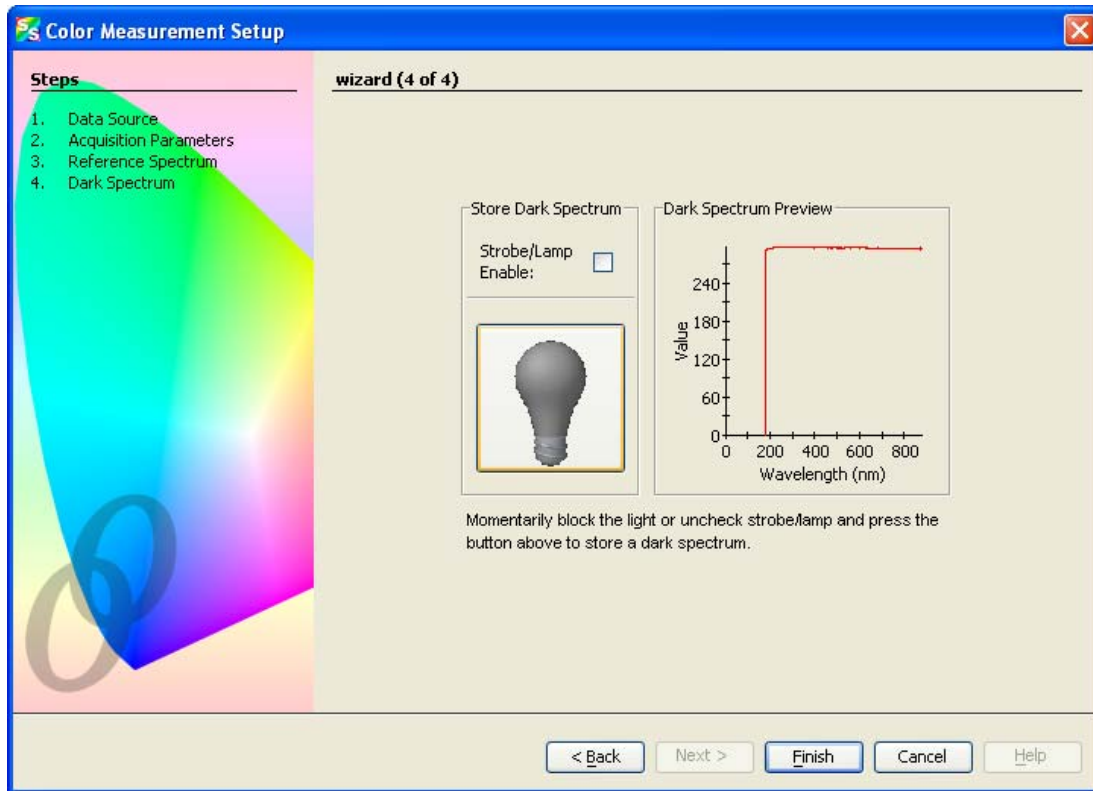 Color Measurement Setup
Steps
1. Data Source
2. Acquisition Parameters
3. Reference Spectrum
4. Dark Spectrum
wizard (4 of 4)
Store Dark Spectrum
Strobe/Lamp
Enable:
Dark Spectrum Preview
240
180
120
60
0
Value
0 200 400 600 800
Wavelength (nm)
Momentarily block the light or uncheck strobe/lamp and press the
button above to store a dark spectrum.
< Back
Next >
Finish
Cancel
Help